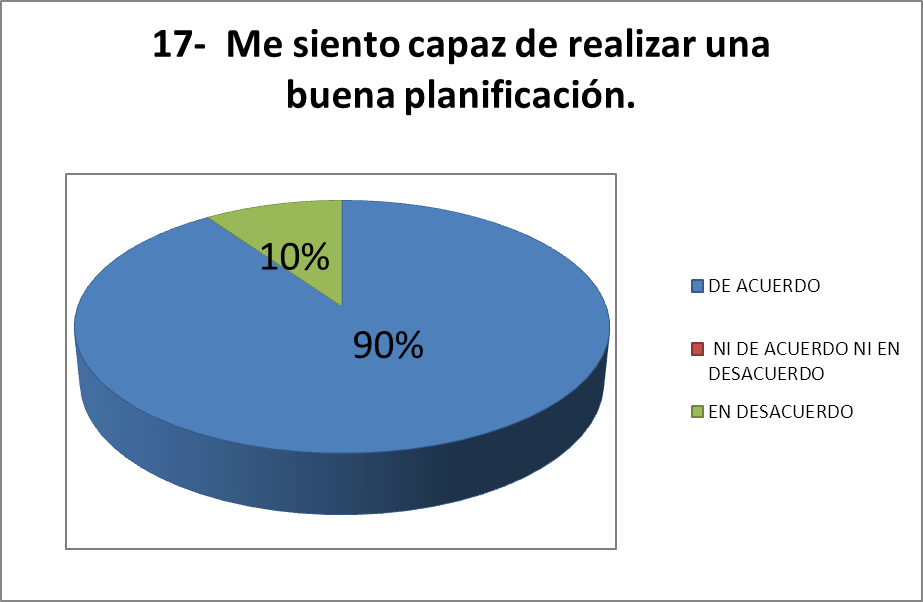 17-  Me siento capaz de realizar una
buena planificación.
10%
90%
DE ACUERDO
NI DE ACUERDO NI EN
DESACUERDO
EN DESACUERDO